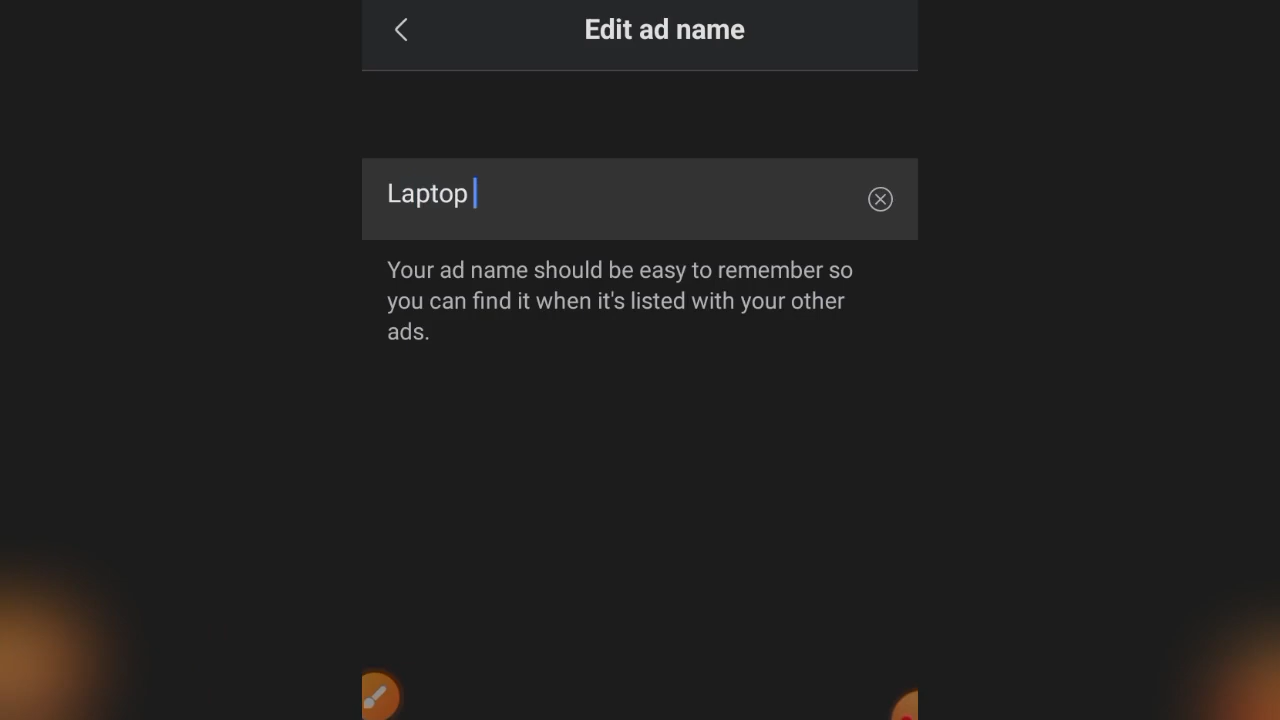 Edit ad name
Laptop
Your ad name should be easy to remember so
you can find it when it's listed with your other
ads.